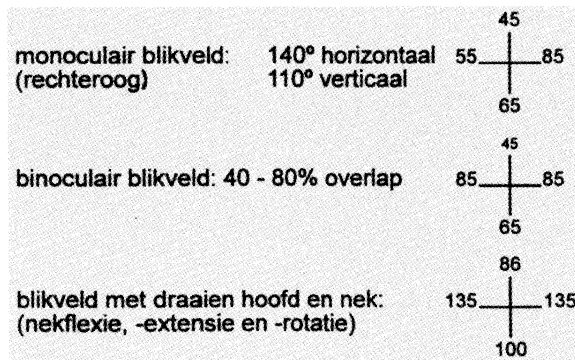 45
monoculair blikveld: 140º horizontaal 55 85
(rechteroog) 110º verticaal
65
45
binoculair blikveld: 40 - 80% overlap 85 85
65
86
blikveld met draaien hoofd en nek: 135 135
(nekflexie, -extensie en -rotatie)
100